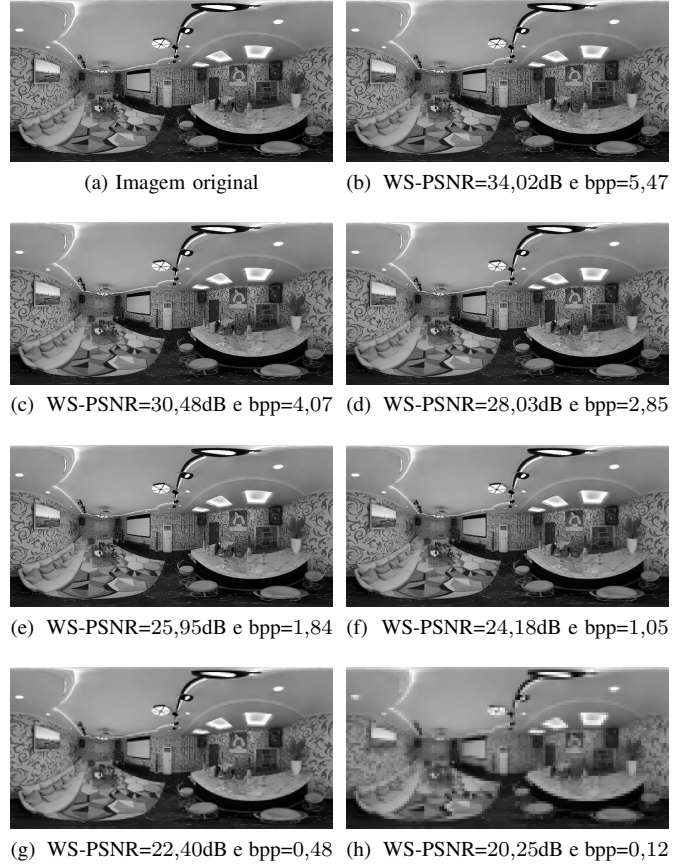 (a) Imagem original
(b) WS-PSNR=34,02dB e bpp=5,47
(c) WS-PSNR=30,48dB e bpp=4,07
(d) WS-PSNR=28,03dB e bpp=2,85
(e) WS-PSNR=25,95dB e bpp=1,84
(f) WS-PSNR=24,18dB e bpp=1,05
(g) WS-PSNR=22,40dB e bpp=0,48
(h) WS-PSNR=20,25dB e bpp=0,12